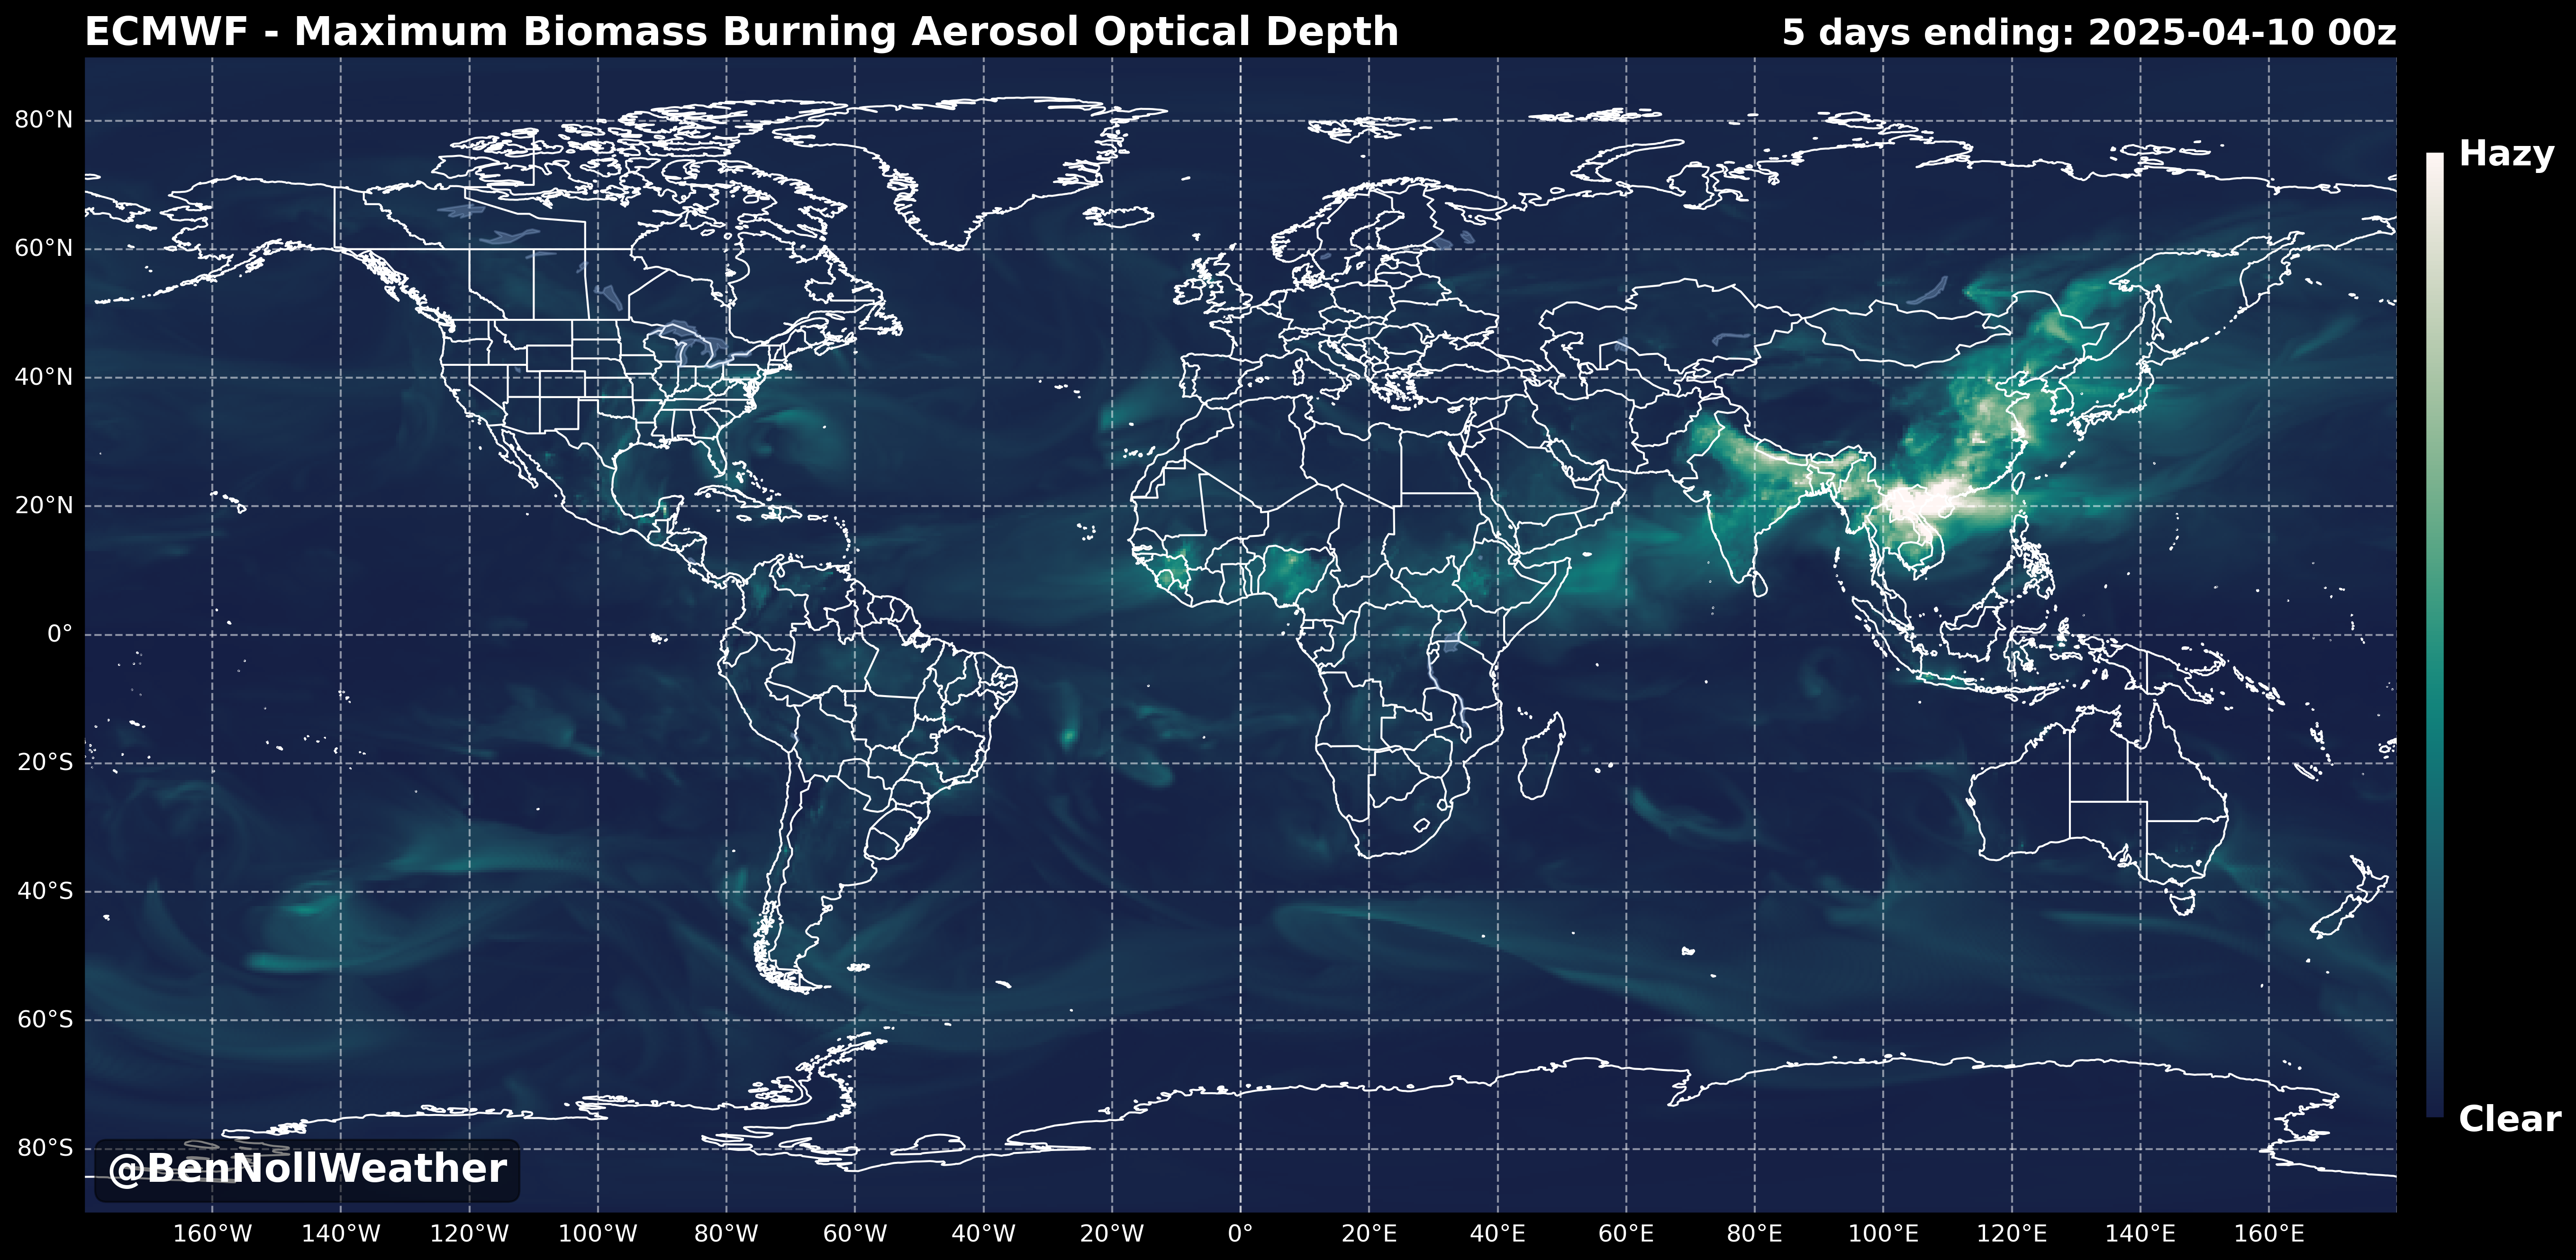 ECMWF - Maximum Biomass Burning Aerosol Optical Depth
5 days ending: 2025-04-10 00z
80°N
60°N
40°N
20°N
0°
20°S
40°S
60°S
80°S
Hazy
Clear
@BenNollWeather
160°W 140°W 120°W 100°W 80°W 60°W 40°W 20°W 0° 20°E 40°E 60°E 80°E 100°E 120°E 140°E 160°E